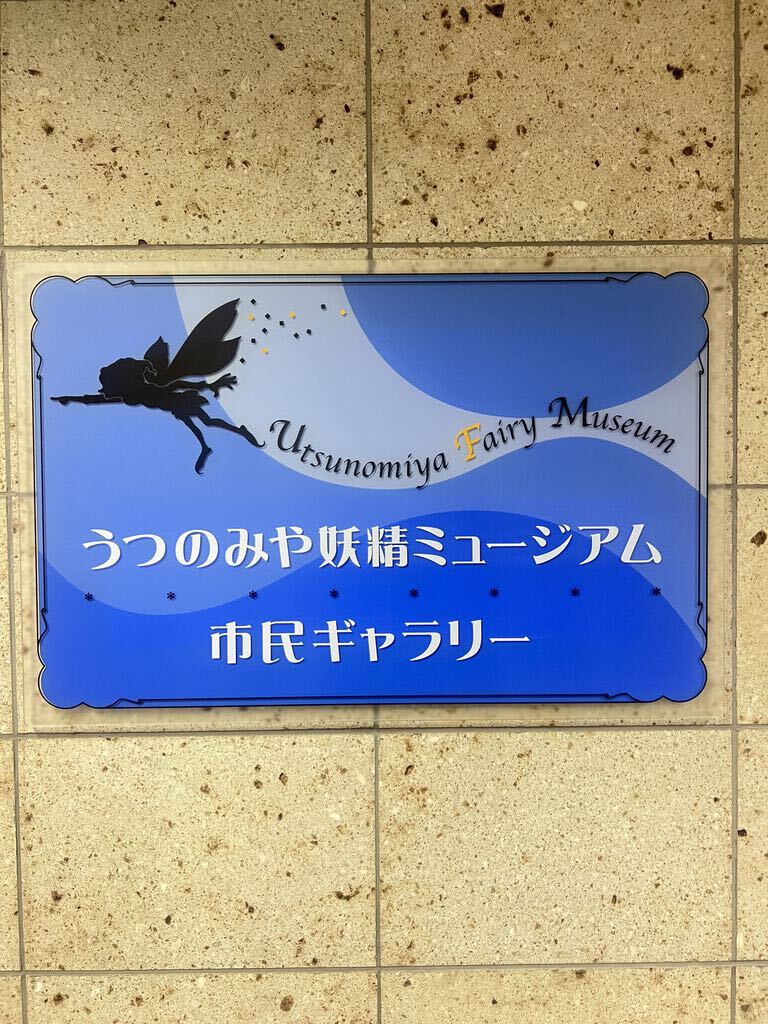 Utsunomiya Fairy Museum
うつのみや妖精ミュージアム
市民ギャラリー